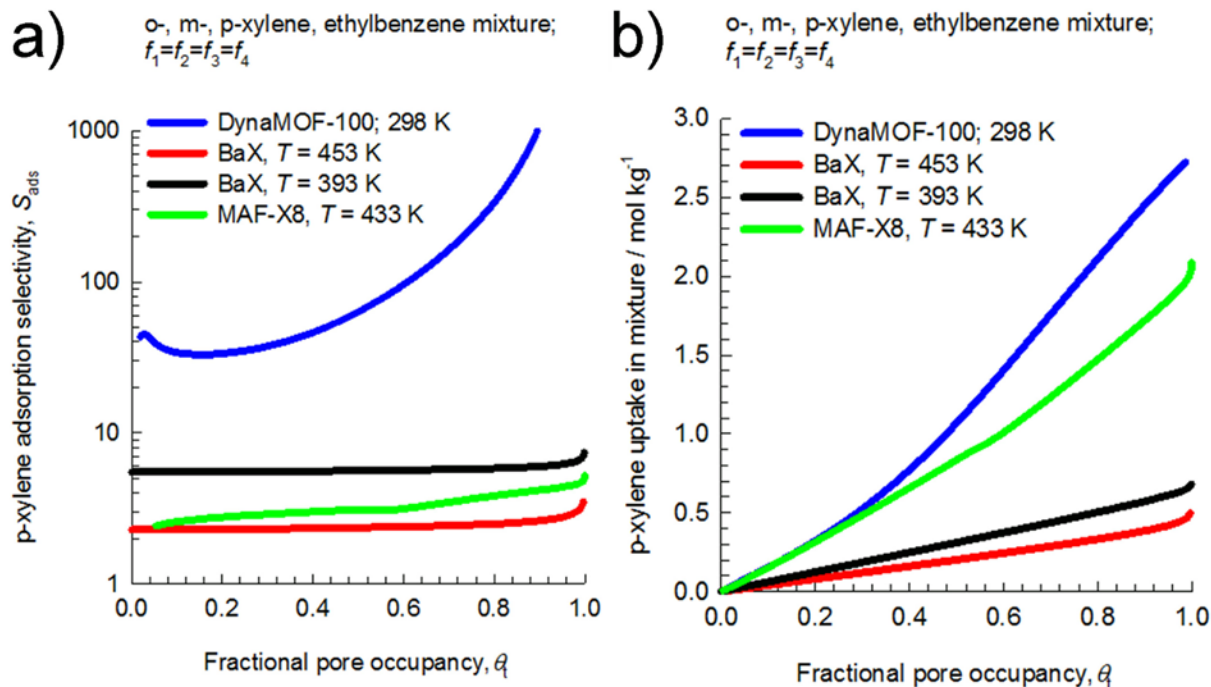 a)
o-, m-, p-xylene, ethylbenzene mixture;
f₁=f₂=f₃=f₄
DynaMOF-100; 298 K
BaX, T = 453 K
BaX, T = 393 K
MAF-X8, T = 433 K
p-xylene adsorption selectivity, S_ads
1000
100
10
1
0.0 0.2 0.4 0.6 0.8 1.0
Fractional pore occupancy, θt
b)
o-, m-, p-xylene, ethylbenzene mixture;
f₁=f₂=f₃=f₄
DynaMOF-100; 298 K
BaX, T = 453 K
BaX, T = 393 K
MAF-X8, T = 433 K
p-xylene uptake in mixture / mol kg⁻¹
3.0
2.5
2.0
1.5
1.0
0.5
0.0
0.0 0.2 0.4 0.6 0.8 1.0
Fractional pore occupancy, θt